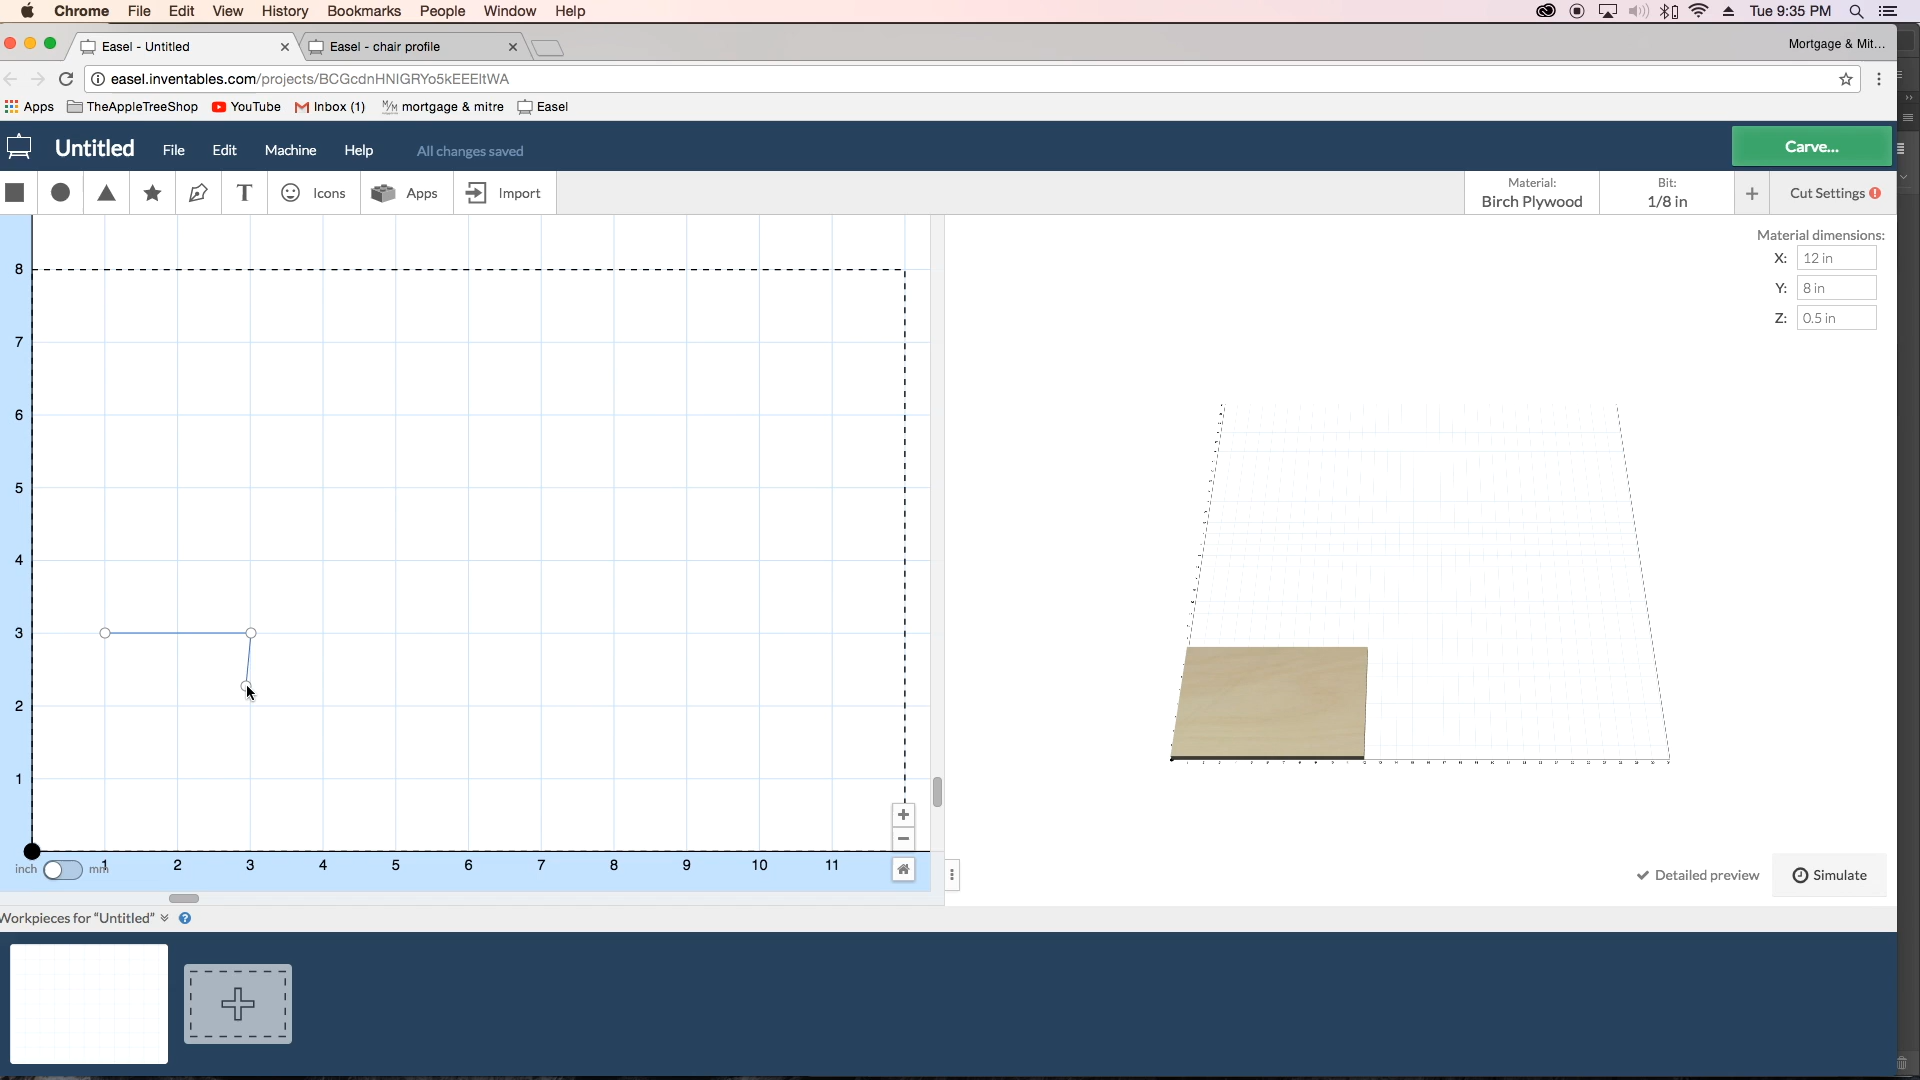 Chrome File Edit View History Bookmarks People Window Help Tue 9:35 PM
Easel - Untitled Easel - chair profile Mortgage & Mit...
easel.inventables.com/projects/BCGcdnHNIGRYo5kEEEItWA
Apps TheAppleTreeShop YouTube Inbox (1) M/M mortgage & mitre Easel
Untitled File Edit Machine Help All changes saved Carve...
T Icons Apps Import Material: Birch Plywood Bit: 1/8 in + Cut Settings
Material dimensions:
X: 12 in
Y: 8 in
Z: 0.5 in
8
7
6
5
4
3
2
1
inch mm
1 2 3 4 5 6 7 8 9 10 11
Detailed preview Simulate
Workpieces for "Untitled" ?